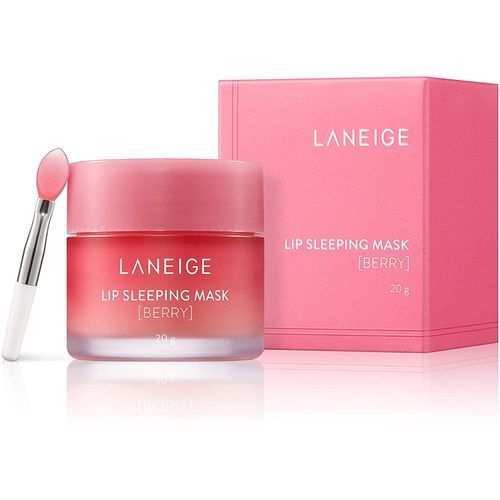 LANEIGE
LIP SLEEPING MASK
[BERRY]
20 g
LANEIGE
LIP SLEEPING MASK
[BERRY]
20 g